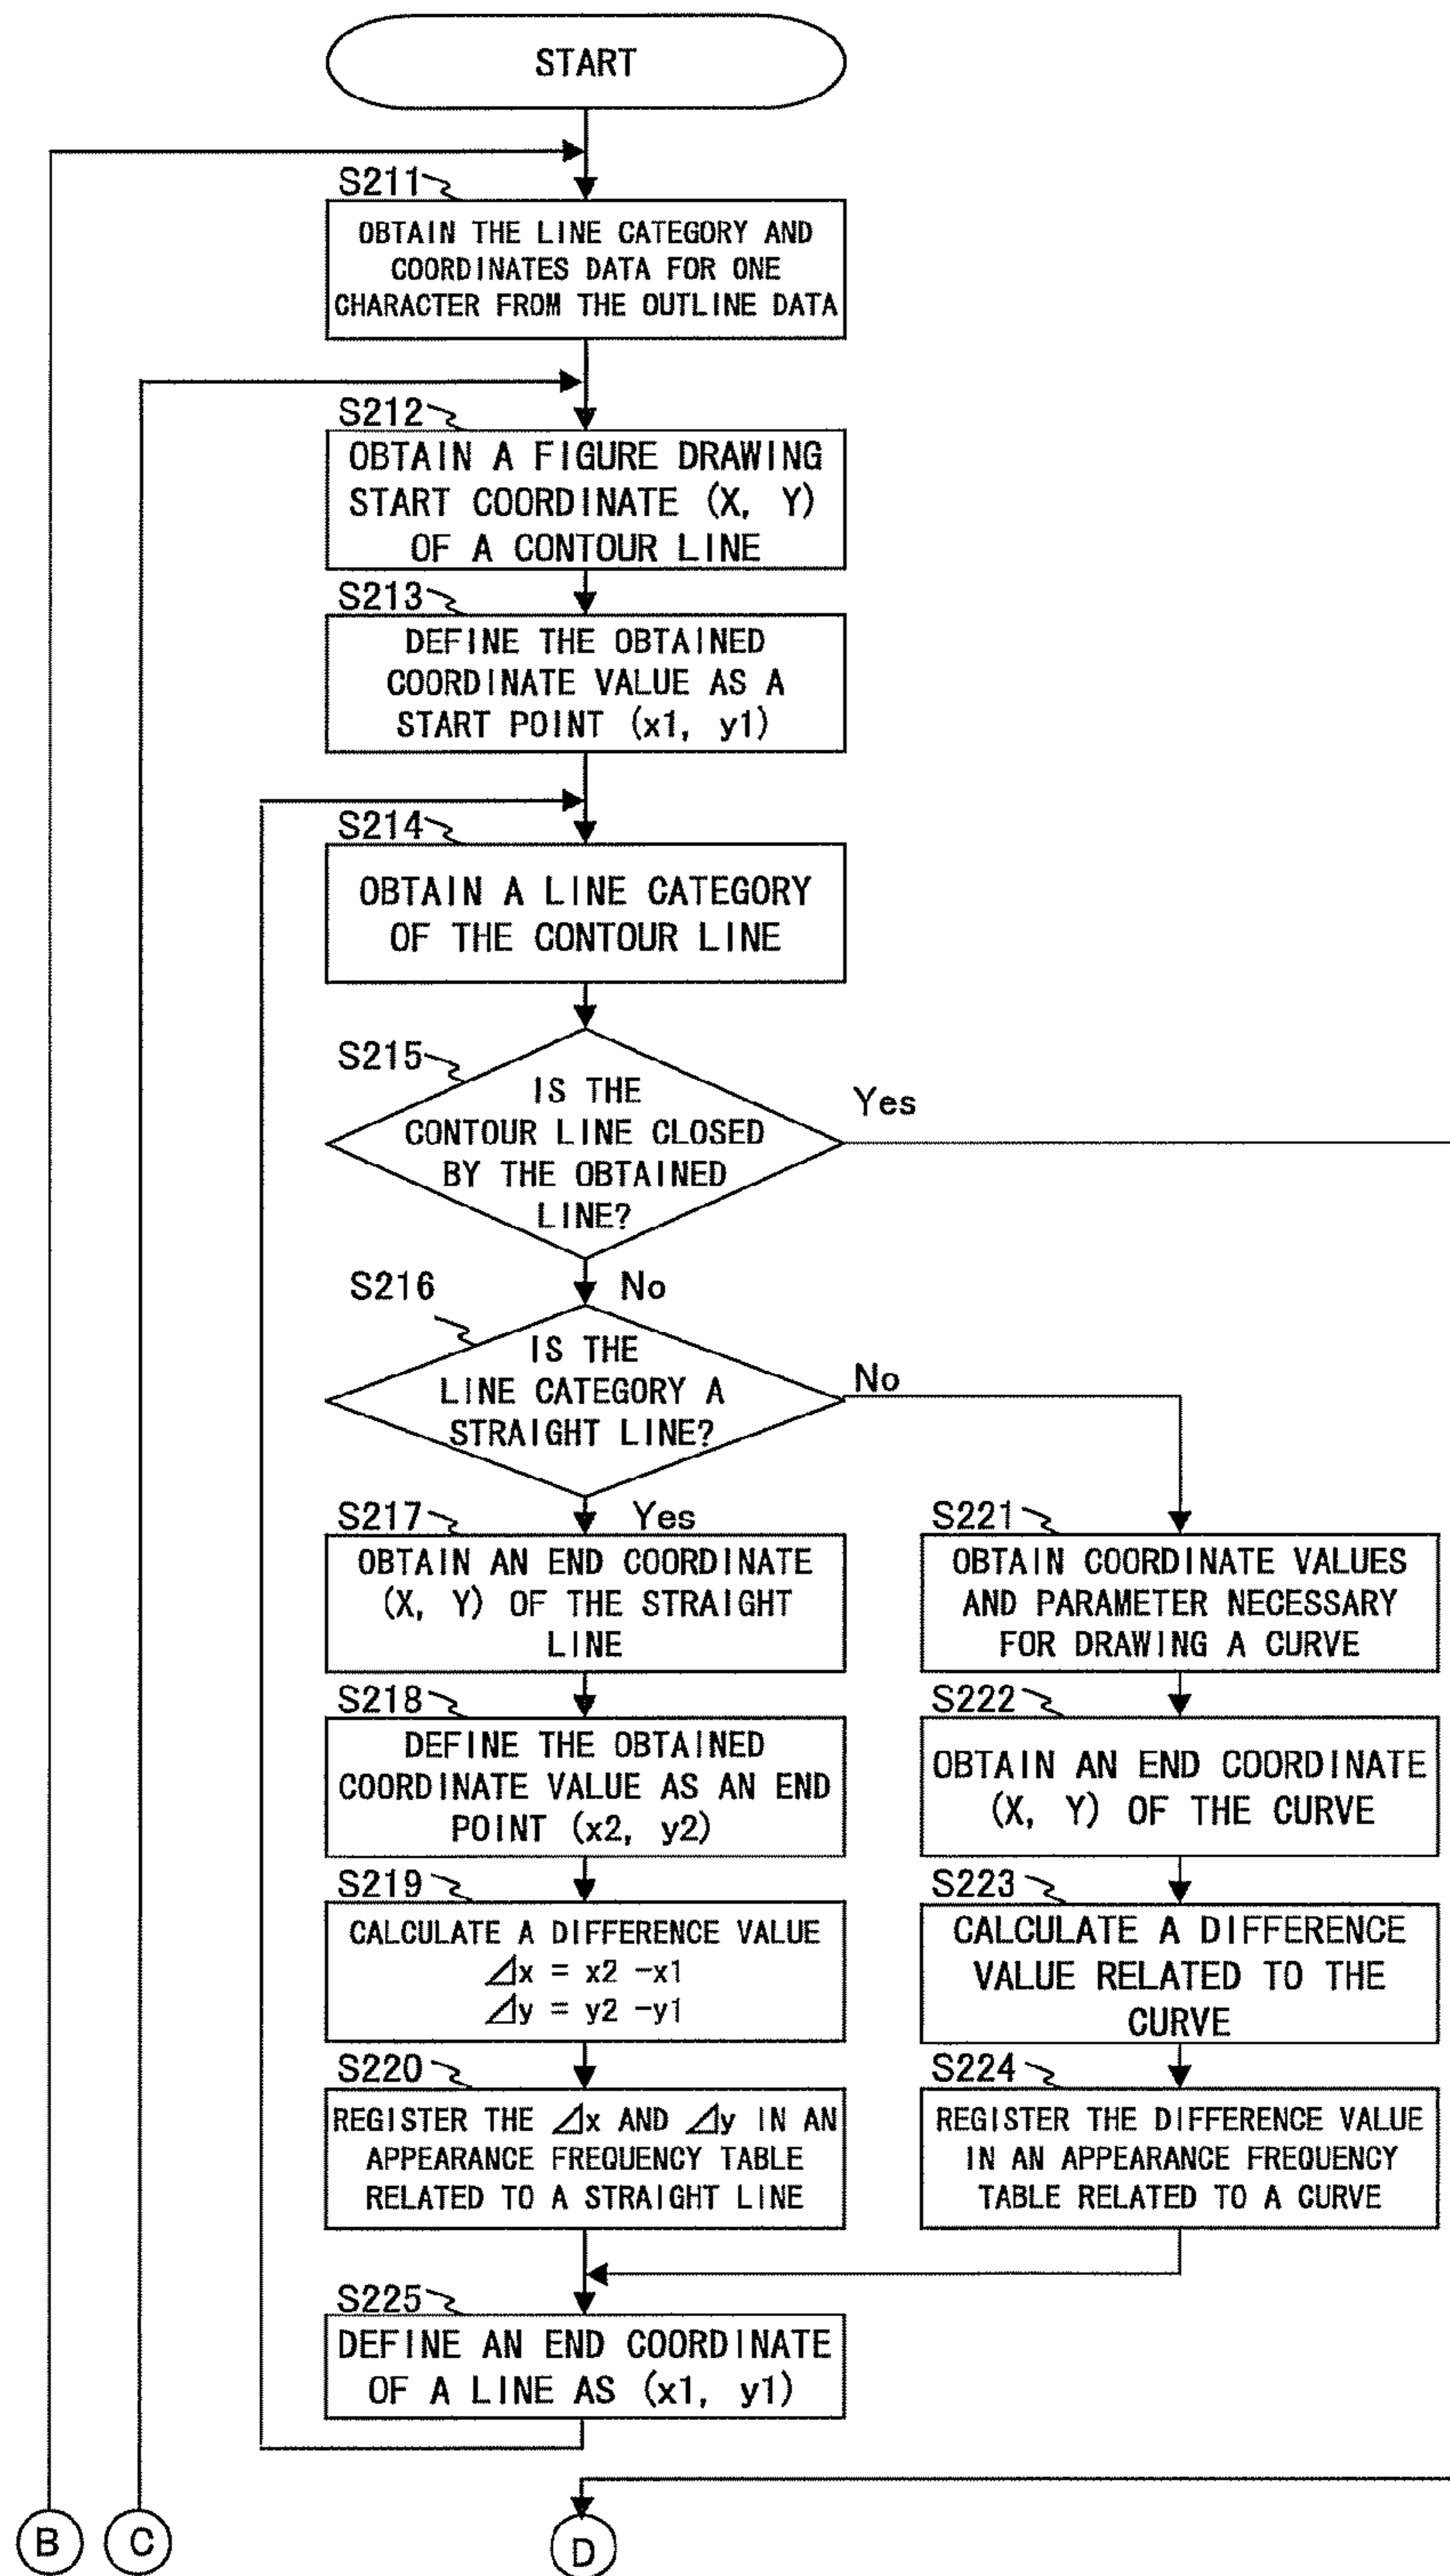 START
S211
OBTAIN THE LINE CATEGORY AND
COORDINATES DATA FOR ONE
CHARACTER FROM THE OUTLINE DATA
S212
OBTAIN A FIGURE DRAWING
START COORDINATE (X, Y)
OF A CONTOUR LINE
S213
DEFINE THE OBTAINED
COORDINATE VALUE AS A
START POINT (x1, y1)
S214
OBTAIN A LINE CATEGORY
OF THE CONTOUR LINE
S215
IS THE
CONTOUR LINE CLOSED
BY THE OBTAINED
LINE?
Yes
No
S216
IS THE
LINE CATEGORY A
STRAIGHT LINE?
No
Yes
S217
OBTAIN AN END COORDINATE
(X, Y) OF THE STRAIGHT
LINE
S218
DEFINE THE OBTAINED
COORDINATE VALUE AS AN END
POINT (x2, y2)
S219
CALCULATE A DIFFERENCE VALUE
⊿x = x2 -x1
⊿y = y2 -y1
S220
REGISTER THE ⊿x AND ⊿y IN AN
APPEARANCE FREQUENCY TABLE
RELATED TO A STRAIGHT LINE
S221
OBTAIN COORDINATE VALUES
AND PARAMETER NECESSARY
FOR DRAWING A CURVE
S222
OBTAIN AN END COORDINATE
(X, Y) OF THE CURVE
S223
CALCULATE A DIFFERENCE
VALUE RELATED TO THE
CURVE
S224
REGISTER THE DIFFERENCE VALUE
IN AN APPEARANCE FREQUENCY
TABLE RELATED TO A CURVE
S225
DEFINE AN END COORDINATE
OF A LINE AS (x1, y1)
B C D